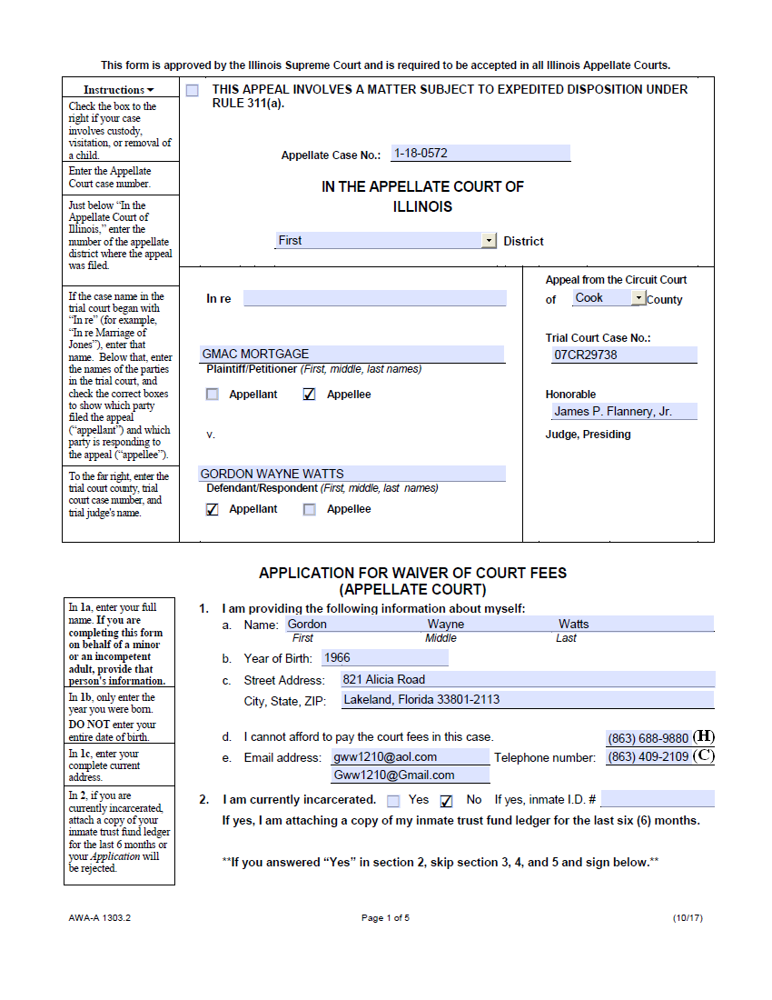 This form is approved by the Illinois Supreme Court and is required to be accepted in all Illinois Appellate Courts.
Instructions
Check the box to the
right if your case
involves custody,
visitation, or removal of
a child.
Enter the Appellate
Court case number.
Just below “In the
Appellate Court of
Illinois,” enter the
number of the appellate
district where the appeal
was filed.
If the case name in the
trial court began with
“In re” (for example,
“In re Marriage of
Jones”), enter that
name. Below that, enter
the names of the parties
in the trial court, and
check the correct boxes
to show which party
filed the appeal
(“appellant”) and which
party is responding to
the appeal (“appellee”).
To the far right, enter the
trial court county, trial
court case number, and
trial judge's name.
THIS APPEAL INVOLVES A MATTER SUBJECT TO EXPEDITED DISPOSITION UNDER
RULE 311(a).
Appellate Case No.: 1-18-0572
IN THE APPELLATE COURT OF
ILLINOIS
First District
In re
GMAC MORTGAGE
Plaintiff/Petitioner (First, middle, last names)
Appellant ✓ Appellee
v.
GORDON WAYNE WATTS
Defendant/Respondent (First, middle, last names)
✓ Appellant Appellee
Appeal from the Circuit Court
of Cook County
Trial Court Case No.:
07CR29738
Honorable
James P. Flannery, Jr.
Judge, Presiding
APPLICATION FOR WAIVER OF COURT FEES
(APPELLATE COURT)
In 1a, enter your full
name. If you are
completing this form
on behalf of a minor
or an incompetent
adult, provide that
person's information.
In 1b, only enter the
year you were born.
DO NOT enter your
entire date of birth.
In 1c, enter your
complete current
address.
In 2, if you are
currently incarcerated,
attach a copy of your
inmate trust fund ledger
for the last 6 months or
your Application will
be rejected.
1. I am providing the following information about myself:
a. Name: Gordon Wayne Watts
First Middle Last
b. Year of Birth: 1966
c. Street Address: 821 Alicia Road
City, State, ZIP: Lakeland, Florida 33801-2113
d. I cannot afford to pay the court fees in this case. (863) 688-9880 (H)
e. Email address: gww1210@aol.com Telephone number: (863) 409-2109 (C)
Gww1210@Gmail.com
2. I am currently incarcerated. Yes ✓ No If yes, inmate I.D. #
If yes, I am attaching a copy of my inmate trust fund ledger for the last six (6) months.
**If you answered “Yes” in section 2, skip section 3, 4, and 5 and sign below.**
AWA-A 1303.2 Page 1 of 5 (10/17)